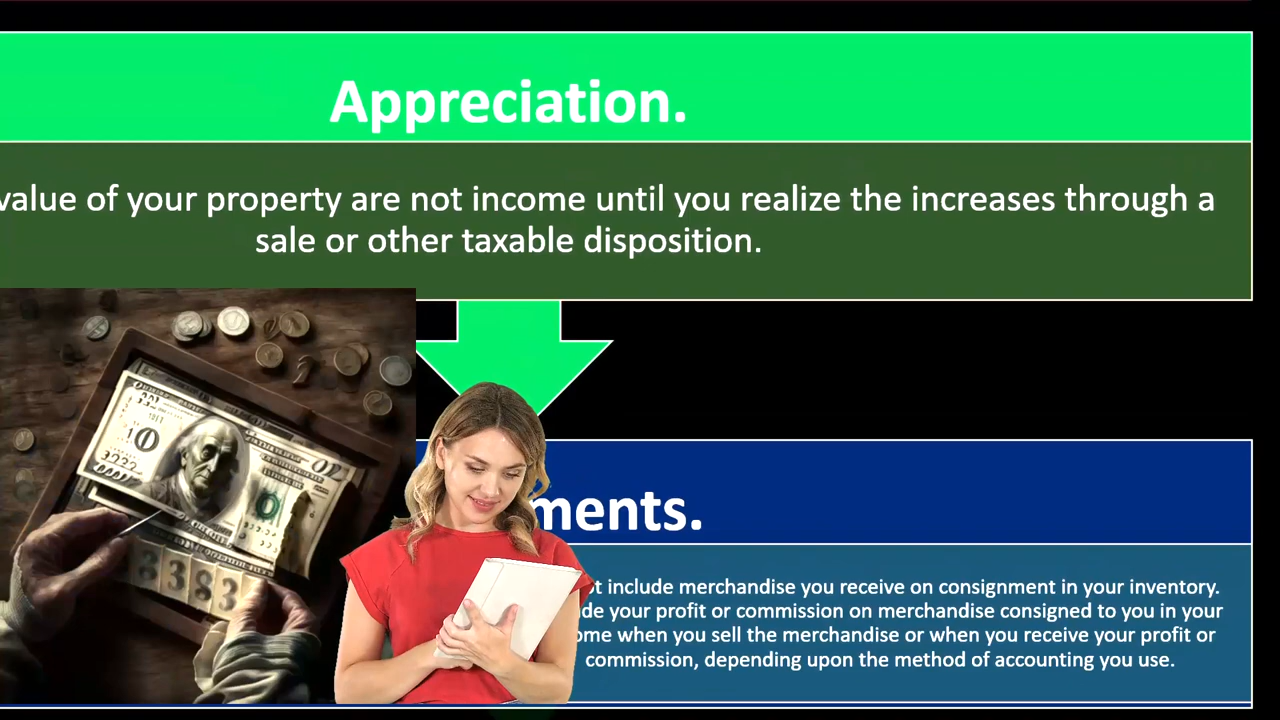 Appreciation.
value of your property are not income until you realize the increases through a
sale or other taxable disposition.
ments.
include merchandise you receive on consignment in your inventory.
your profit or commission on merchandise consigned to you in your
when you sell the merchandise or when you receive your profit or
commission, depending upon the method of accounting you use.